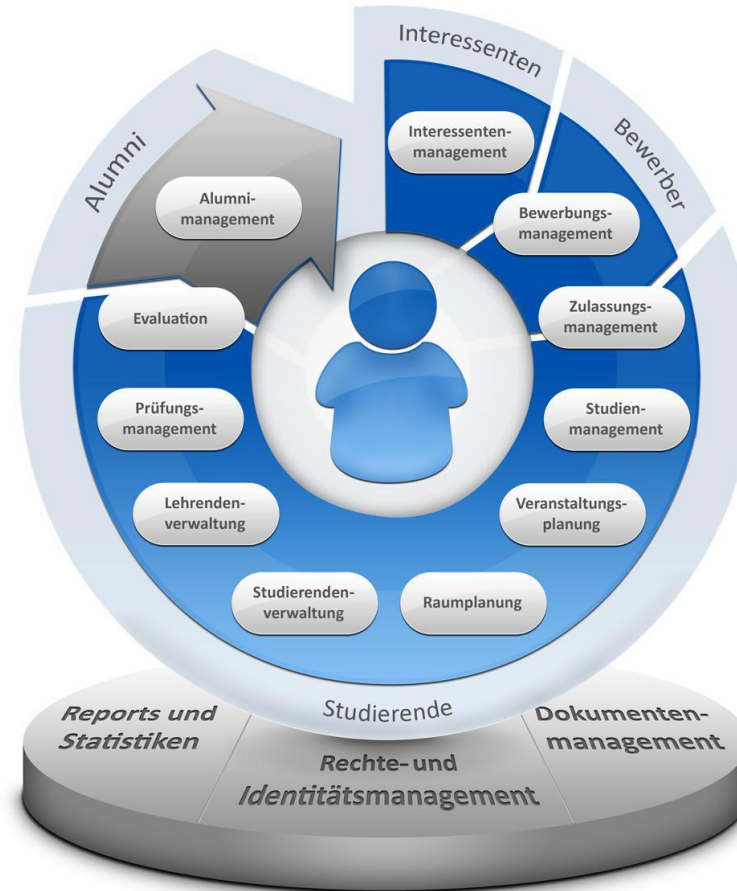 Interessenten
Bewerber
Alumni
Interessenten-
management
Alumni-
management
Bewerbungs-
management
Evaluation
Zulassungs-
management
Prüfungs-
management
Studien-
management
Lehrenden-
verwaltung
Veranstaltungs-
planung
Studierenden-
verwaltung
Raumplanung
Studierende
Reports und
Statistiken
Rechte- und
Identitätsmanagement
Dokumenten-
management